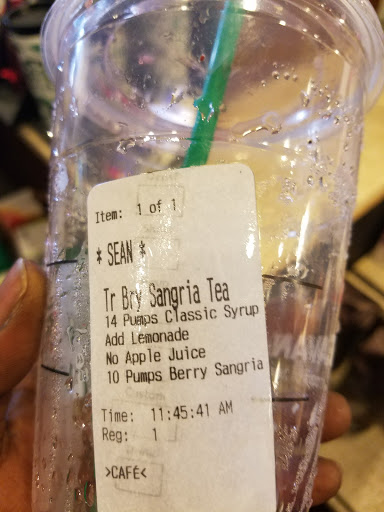 Item: 1 of 1
* SEAN *
Tr Bry Sangria Tea
14 Pumps Classic Syrup
Add Lemonade
No Apple Juice
10 Pumps Berry Sangria
Time: 11:45:41 AM
Reg: 1
>CAFÉ<